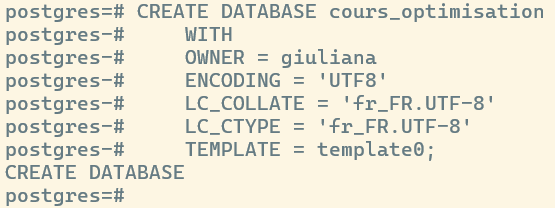 postgres=# CREATE DATABASE cours_optimisation
postgres-#     WITH
postgres-#     OWNER = giuliana
postgres-#     ENCODING = 'UTF8'
postgres-#     LC_COLLATE = 'fr_FR.UTF-8'
postgres-#     LC_CTYPE = 'fr_FR.UTF-8'
postgres-#     TEMPLATE = template0;
CREATE DATABASE
postgres=#